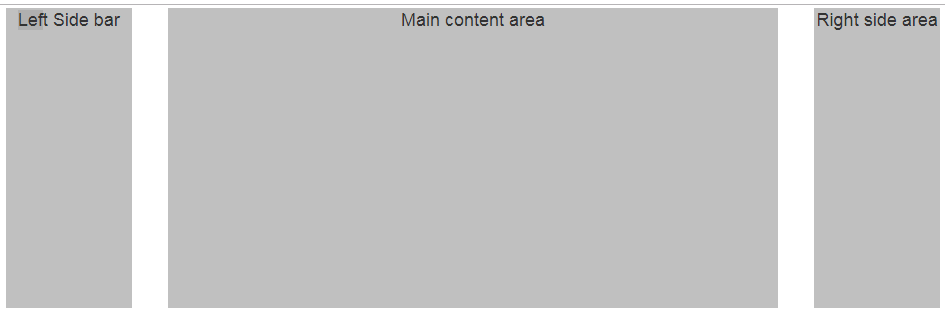 Left Side bar
Main content area
Right side area